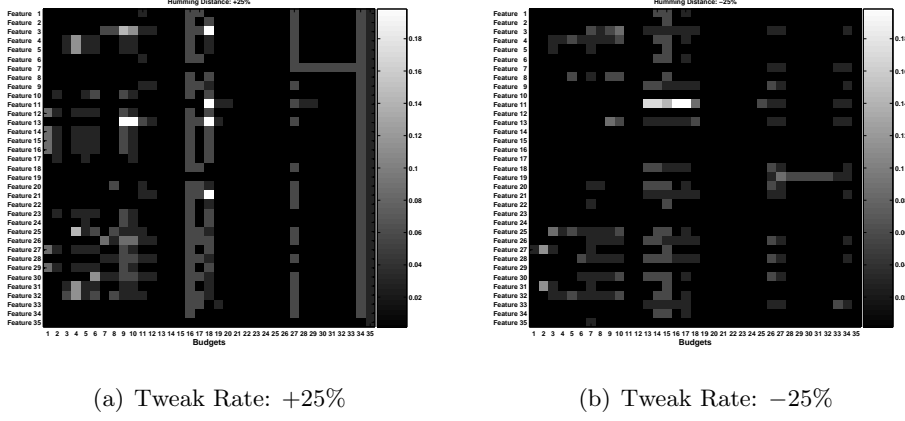 Humming Distance: +25%
Feature 1
Feature 2
Feature 3
Feature 4
Feature 5
Feature 6
Feature 7
Feature 8
Feature 9
Feature 10
Feature 11
Feature 12
Feature 13
Feature 14
Feature 15
Feature 16
Feature 17
Feature 18
Feature 19
Feature 20
Feature 21
Feature 22
Feature 23
Feature 24
Feature 25
Feature 26
Feature 27
Feature 28
Feature 29
Feature 30
Feature 31
Feature 32
Feature 33
Feature 34
Feature 35
1 2 3 4 5 6 7 8 9 10 11 12 13 14 15 16 17 18 19 20 21 22 23 24 25 26 27 28 29 30 31 32 33 34 35
Budgets
0.18
0.16
0.14
0.12
0.1
0.08
0.06
0.04
0.02
(a) Tweak Rate: +25%
Humming Distance: −25%
Feature 1
Feature 2
Feature 3
Feature 4
Feature 5
Feature 6
Feature 7
Feature 8
Feature 9
Feature 10
Feature 11
Feature 12
Feature 13
Feature 14
Feature 15
Feature 16
Feature 17
Feature 18
Feature 19
Feature 20
Feature 21
Feature 22
Feature 23
Feature 24
Feature 25
Feature 26
Feature 27
Feature 28
Feature 29
Feature 30
Feature 31
Feature 32
Feature 33
Feature 34
Feature 35
1 2 3 4 5 6 7 8 9 10 11 12 13 14 15 16 17 18 19 20 21 22 23 24 25 26 27 28 29 30 31 32 33 34 35
Budgets
(b) Tweak Rate: −25%